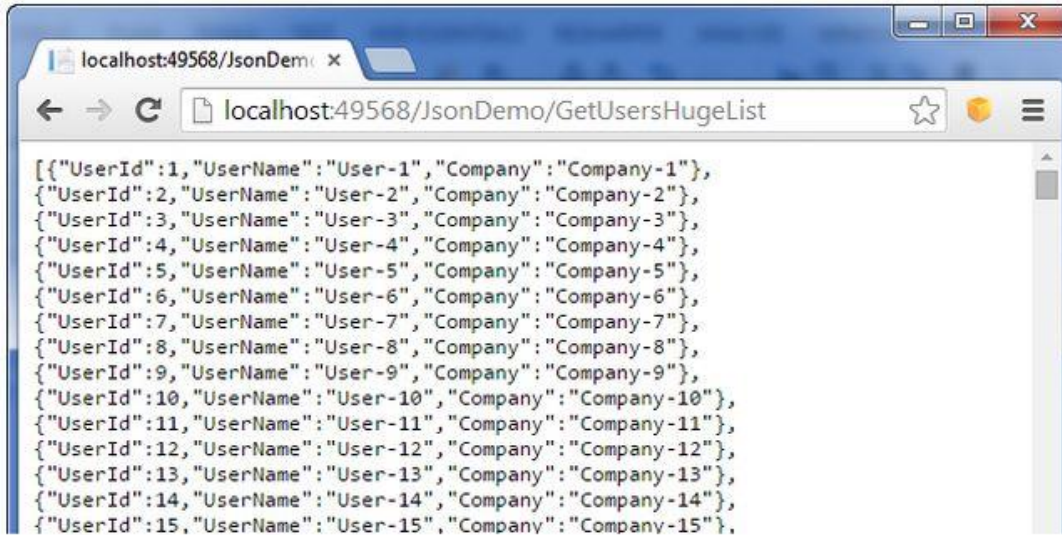 localhost:49568/JsonDem
localhost:49568/JsonDemo/GetUsersHugeList
[{"UserId":1,"UserName":"User-1","Company":"Company-1"},
{"UserId":2,"UserName":"User-2","Company":"Company-2"},
{"UserId":3,"UserName":"User-3","Company":"Company-3"},
{"UserId":4,"UserName":"User-4","Company":"Company-4"},
{"UserId":5,"UserName":"User-5","Company":"Company-5"},
{"UserId":6,"UserName":"User-6","Company":"Company-6"},
{"UserId":7,"UserName":"User-7","Company":"Company-7"},
{"UserId":8,"UserName":"User-8","Company":"Company-8"},
{"UserId":9,"UserName":"User-9","Company":"Company-9"},
{"UserId":10,"UserName":"User-10","Company":"Company-10"},
{"UserId":11,"UserName":"User-11","Company":"Company-11"},
{"UserId":12,"UserName":"User-12","Company":"Company-12"},
{"UserId":13,"UserName":"User-13","Company":"Company-13"},
{"UserId":14,"UserName":"User-14","Company":"Company-14"},
{"UserId":15,"UserName":"User-15","Company":"Company-15"},